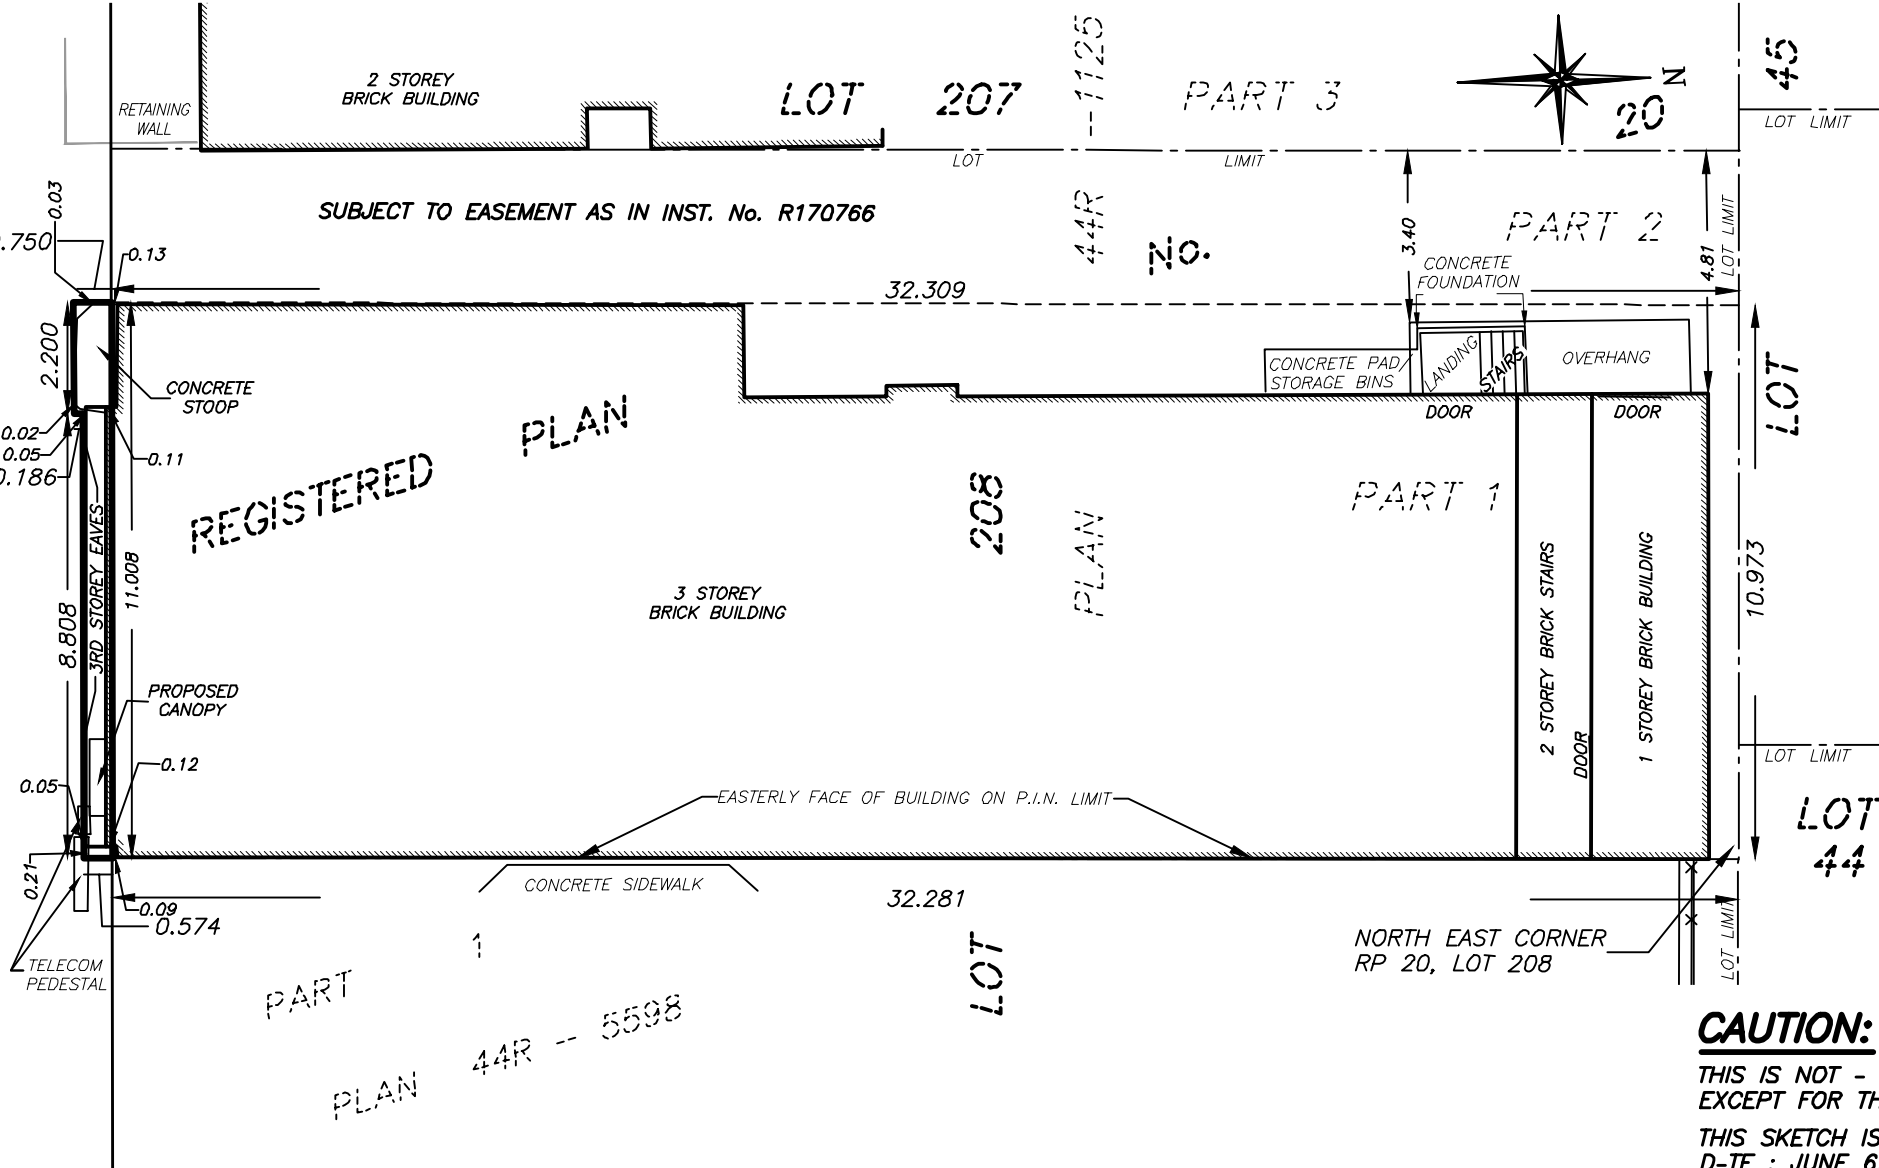 2 STOREY
BRICK BUILDING
RETAINING
WALL
LOT 207
44R --1125
PART 3
N
20
45
LOT LIMIT
LOT LIMIT
0.03
.750
0.13
SUBJECT TO EASEMENT AS IN INST. No. R170766
No.
3.40
PART 2
4.81
LOT LIMIT
CONCRETE
FOUNDATION
32.309
2.200
CONCRETE
STOOP
CONCRETE PAD/
STORAGE BINS
LANDING
STAIRS
OVERHANG
DOOR
DOOR
LOT
0.02
0.05
0.186
0.11
REGISTERED PLAN
208
PLAN
PART 1
3RD STOREY EAVES
11.008
8.808
3 STOREY
BRICK BUILDING
2 STOREY BRICK STAIRS
DOOR
1 STOREY BRICK BUILDING
10.973
PROPOSED
CANOPY
0.12
0.05
EASTERLY FACE OF BUILDING ON P.I.N. LIMIT
LOT LIMIT
LOT
44
0.21
0.09
0.574
CONCRETE SIDEWALK
32.281
TELECOM
PEDESTAL
LOT
NORTH EAST CORNER
RP 20, LOT 208
LOT LIMIT
PART 1
PLAN 44R -- 5598
CAUTION:
THIS IS NOT -
EXCEPT FOR TH
THIS SKETCH IS
D-TE : JUNE 6